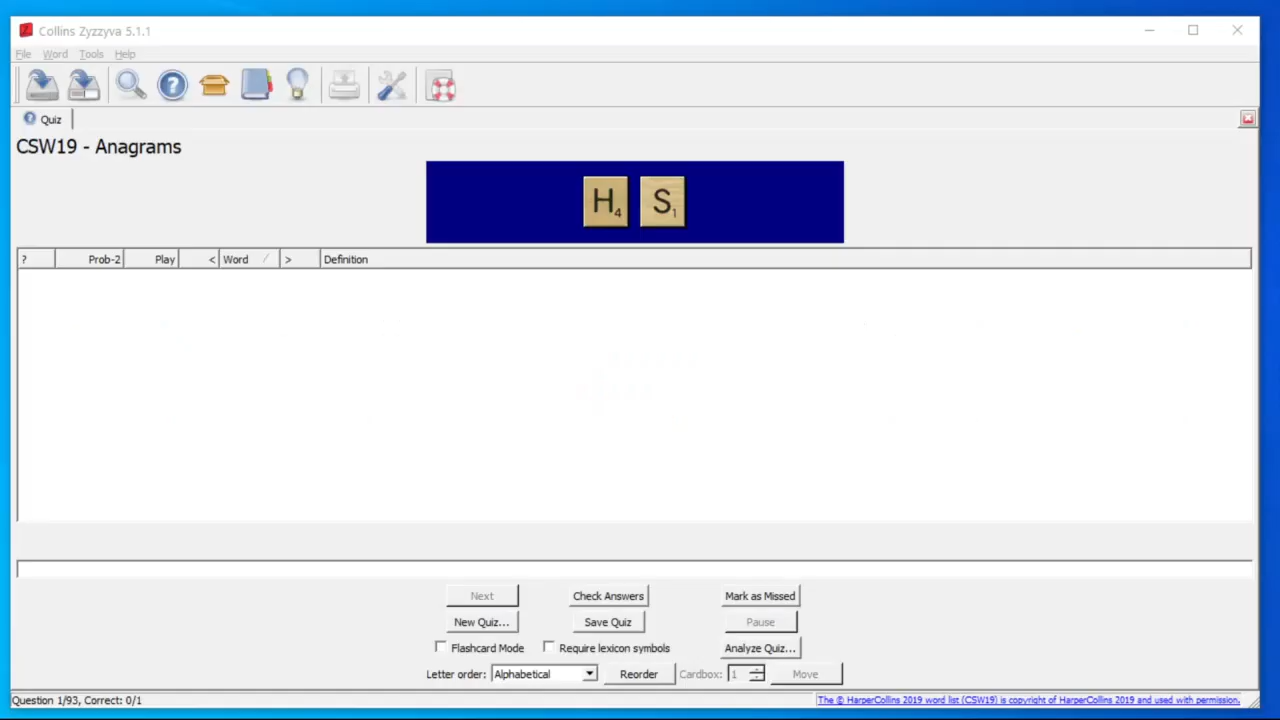 Collins Zyzzyva 5.1.1
File Word Tools Help
Quiz
CSW19 - Anagrams
H4 S1
? Prob-2 Play < Word / > Definition
Next Check Answers Mark as Missed
New Quiz... Save Quiz Pause
Flashcard Mode Require lexicon symbols Analyze Quiz...
Letter order: Alphabetical Reorder Cardbox: 1 Move
Question 1/93, Correct: 0/1 The © HarperCollins 2019 word list (CSW19) is copyright of HarperCollins 2019 and used with permission.